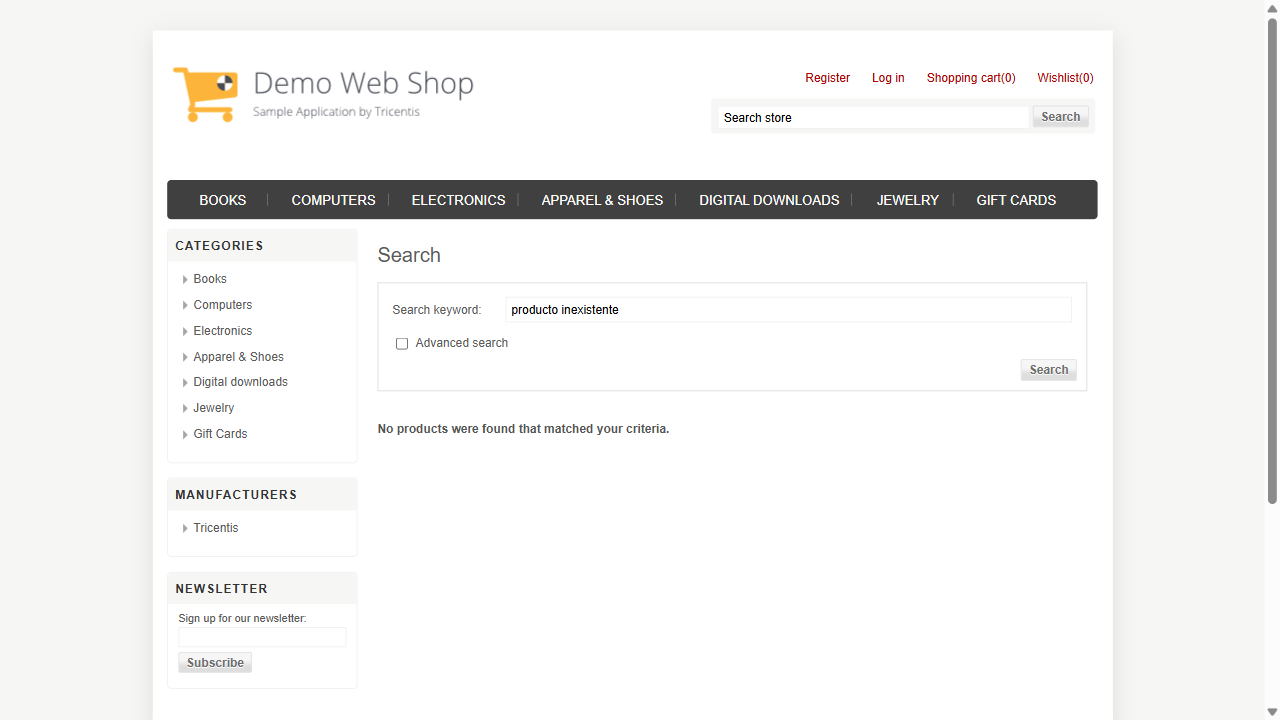 Demo Web Shop
Sample Application by Tricentis
Register Log in Shopping cart(0) Wishlist(0)
Search store Search
BOOKS COMPUTERS ELECTRONICS APPAREL & SHOES DIGITAL DOWNLOADS JEWELRY GIFT CARDS
CATEGORIES
Books
Computers
Electronics
Apparel & Shoes
Digital downloads
Jewelry
Gift Cards
MANUFACTURERS
Tricentis
NEWSLETTER
Sign up for our newsletter:
Subscribe
Search
Search keyword: producto inexistente
Advanced search
Search
No products were found that matched your criteria.